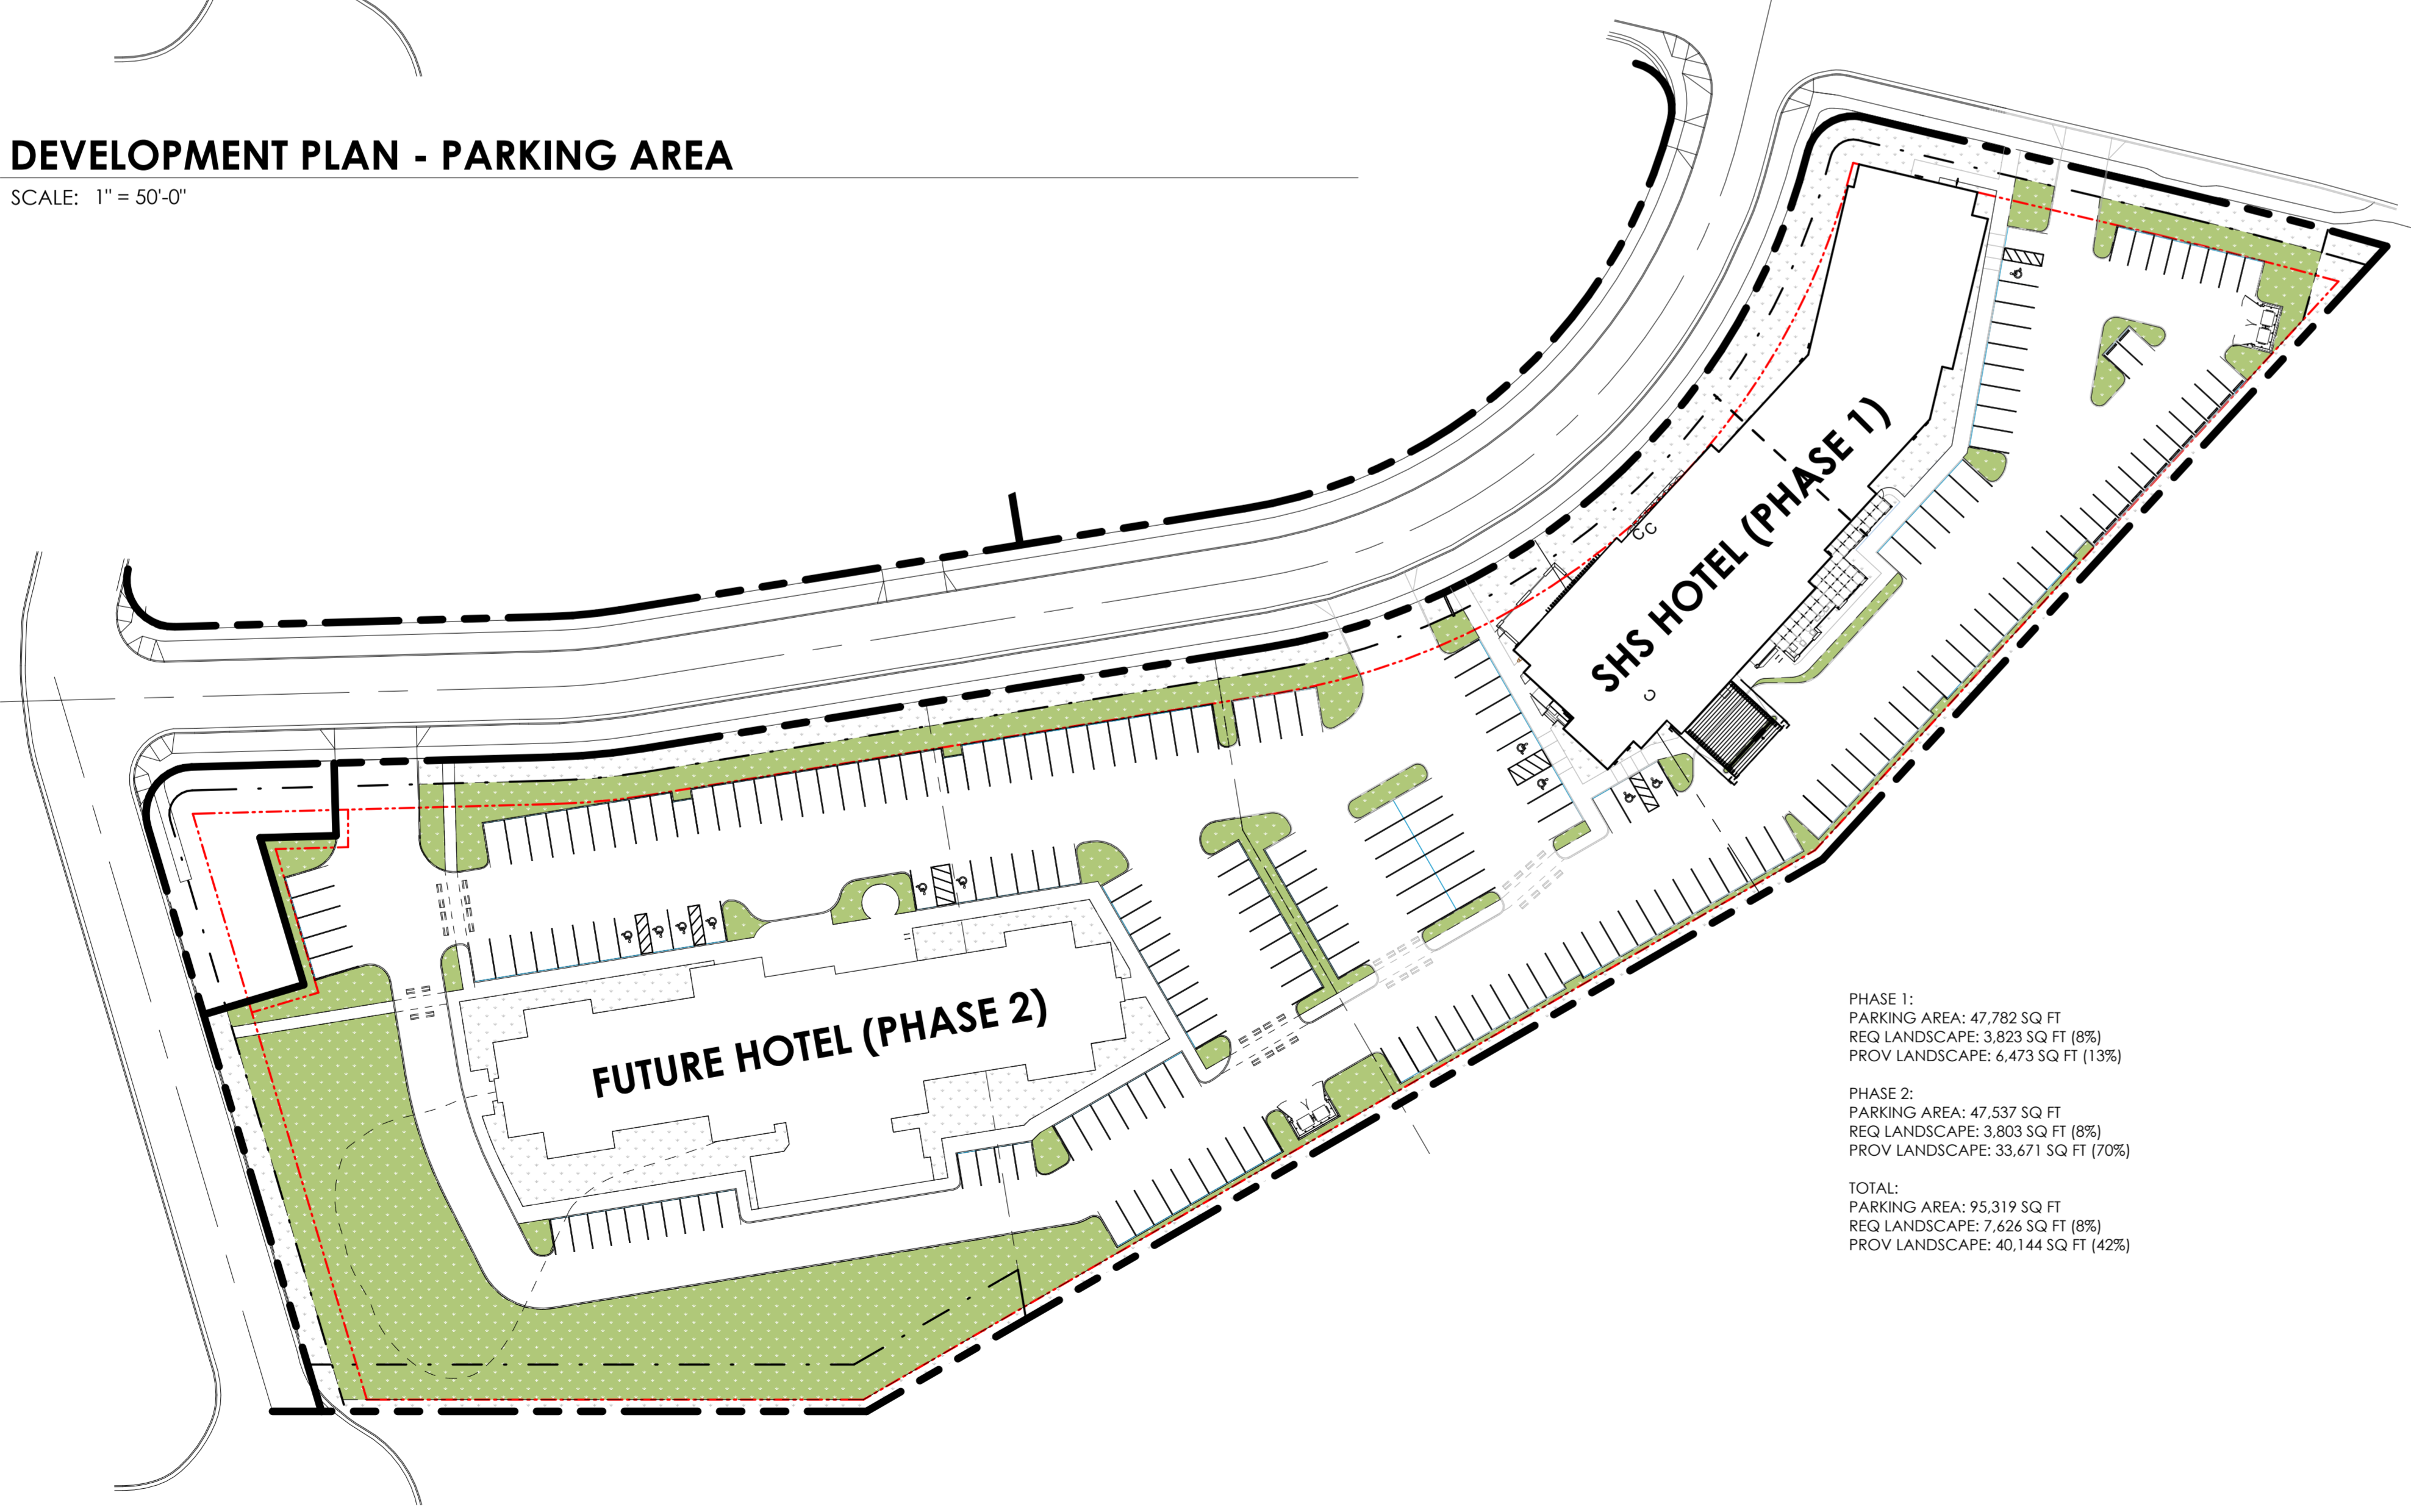 DEVELOPMENT PLAN - PARKING AREA
SCALE: 1" = 50'-0"
SHS HOTEL (PHASE 1)
CC
C
FUTURE HOTEL (PHASE 2)
PHASE 1:
PARKING AREA: 47,782 SQ FT
REQ LANDSCAPE: 3,823 SQ FT (8%)
PROV LANDSCAPE: 6,473 SQ FT (13%)
PHASE 2:
PARKING AREA: 47,537 SQ FT
REQ LANDSCAPE: 3,803 SQ FT (8%)
PROV LANDSCAPE: 33,671 SQ FT (70%)
TOTAL:
PARKING AREA: 95,319 SQ FT
REQ LANDSCAPE: 7,626 SQ FT (8%)
PROV LANDSCAPE: 40,144 SQ FT (42%)